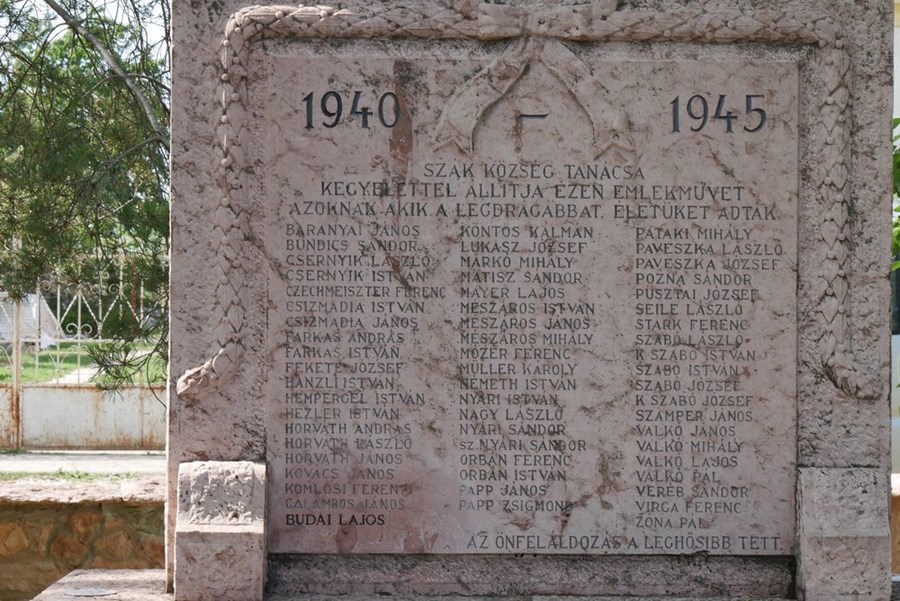 1940 – 1945
SZÁK KÖZSÉG TANÁCSA
KEGYELETTEL ÁLLITJA EZEN EMLÉKMŰVET
AZOKNAK AKIK A LEGDRÁGÁBBAT, ÉLETÜKET ADTÁK
BARANYAI JÁNOS
BUNDICS SÁNDOR
CSERNYIK LÁSZLÓ
CSERNYIK ISTVÁN
CZECHMEISZTER FERENC
CSIZMADIA ISTVÁN
CSIZMADIA JÁNOS
FARKAS ANDRÁS
FARKAS ISTVÁN
FEKETE JÓZSEF
HANZLI ISTVÁN
HEMPERGEL ISTVÁN
HEZLER ISTVÁN
HORVÁTH ANDRÁS
HORVÁTH LÁSZLÓ
HORVÁTH JÁNOS
KOVÁCS JÁNOS
KOMLÓSI FERENC
GALAMBOS JÁNOS
BUDAI LAJOS
KÖNTÖS KÁLMÁN
LUKÁSZ JÓZSEF
MARKÓ MIHÁLY
MATISZ SÁNDOR
MAYER LAJOS
MÉSZÁROS ISTVÁN
MÉSZÁROS JÁNOS
MÉSZÁROS MIHÁLY
MÓZER FERENC
MÜLLER KÁROLY
NÉMETH ISTVÁN
NYÁRI ISTVÁN
NAGY LÁSZLÓ
NYÁRI SÁNDOR
SZ. NYÁRI SÁNDOR
ORBÁN FERENC
ORBÁN ISTVÁN
PAPP JÁNOS
PAPP ZSIGMOND
PATAKI MIHÁLY
PAVESZKA LÁSZLÓ
PAVESZKA JÓZSEF
POZNA SÁNDOR
PUSZTAI JÓZSEF
SEILE LÁSZLÓ
STARK FERENC
SZABÓ LÁSZLÓ
K SZABÓ ISTVÁN
SZABÓ ISTVÁN
SZABÓ JÓZSEF
K SZABÓ JÓZSEF
SZAMPER JÁNOS
VALKÓ JÁNOS
VALKÓ MIHÁLY
VALKÓ LAJOS
VALKÓ PÁL
VERÉB SÁNDOR
VIRGA FERENC
ZÓNA PÁL
AZ ÖNFELÁLDOZÁS A LEGHŐSIBB TETT.